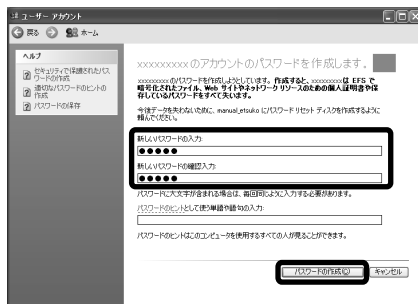 ユーザー アカウント
戻る
ホーム
ヘルプ
セキュリティで保護されたパス
ワードの作成
適切なパスワードのヒントの
作成
パスワードの保存
xxxxxxxxx のアカウントのパスワードを作成します。
xxxxxxxxx のパスワードを作成しようとしています。作成すると、xxxxxxxxx は EFS で
暗号化されたファイル、Web サイトやネットワーク リソースのための個人証明書や保
存しているパスワードをすべて失います。
今後データを失わないために、manual_etsuko にパスワード リセット ディスクを作成するように
頼んでください。
新しいパスワードの入力:
●●●●●
新しいパスワードの確認入力:
●●●●●
パスワードに大文字が含まれる場合は、毎回同じように入力する必要があります。
パスワードのヒントとして使う単語や語句の入力:
パスワードのヒントはこのコンピュータを使用するすべての人が見ることができます。
パスワードの作成(C)
キャンセル